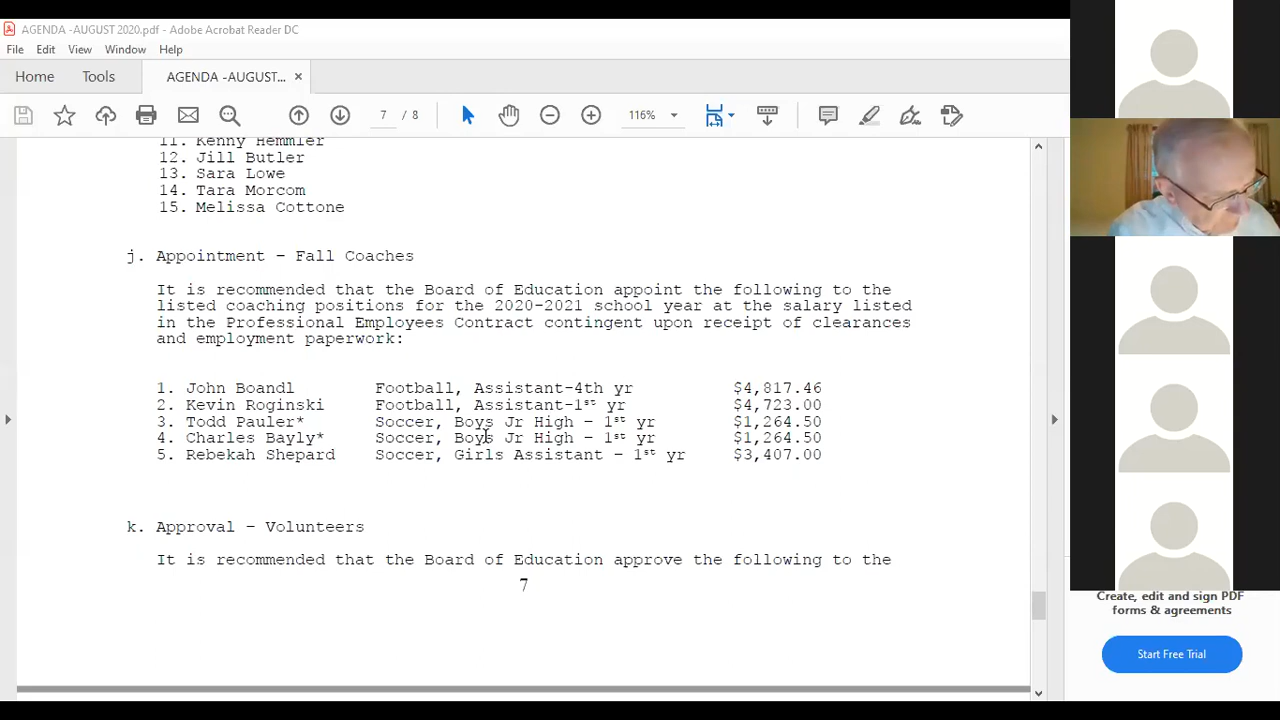 AGENDA -AUGUST 2020.pdf - Adobe Acrobat Reader DC
File Edit View Window Help
Home Tools AGENDA -AUGUST... ×
7 / 8 116%
11. Kenny Hemmler
12. Jill Butler
13. Sara Lowe
14. Tara Morcom
15. Melissa Cottone
j. Appointment – Fall Coaches
It is recommended that the Board of Education appoint the following to the
listed coaching positions for the 2020-2021 school year at the salary listed
in the Professional Employees Contract contingent upon receipt of clearances
and employment paperwork:
1. John Boandl Football, Assistant-4th yr $4,817.46
2. Kevin Roginski Football, Assistant-1st yr $4,723.00
3. Todd Pauler* Soccer, Boys Jr High – 1st yr $1,264.50
4. Charles Bayly* Soccer, Boys Jr High – 1st yr $1,264.50
5. Rebekah Shepard Soccer, Girls Assistant – 1st yr $3,407.00
k. Approval – Volunteers
It is recommended that the Board of Education approve the following to the
7
Create, edit and sign PDF
forms & agreements
Start Free Trial